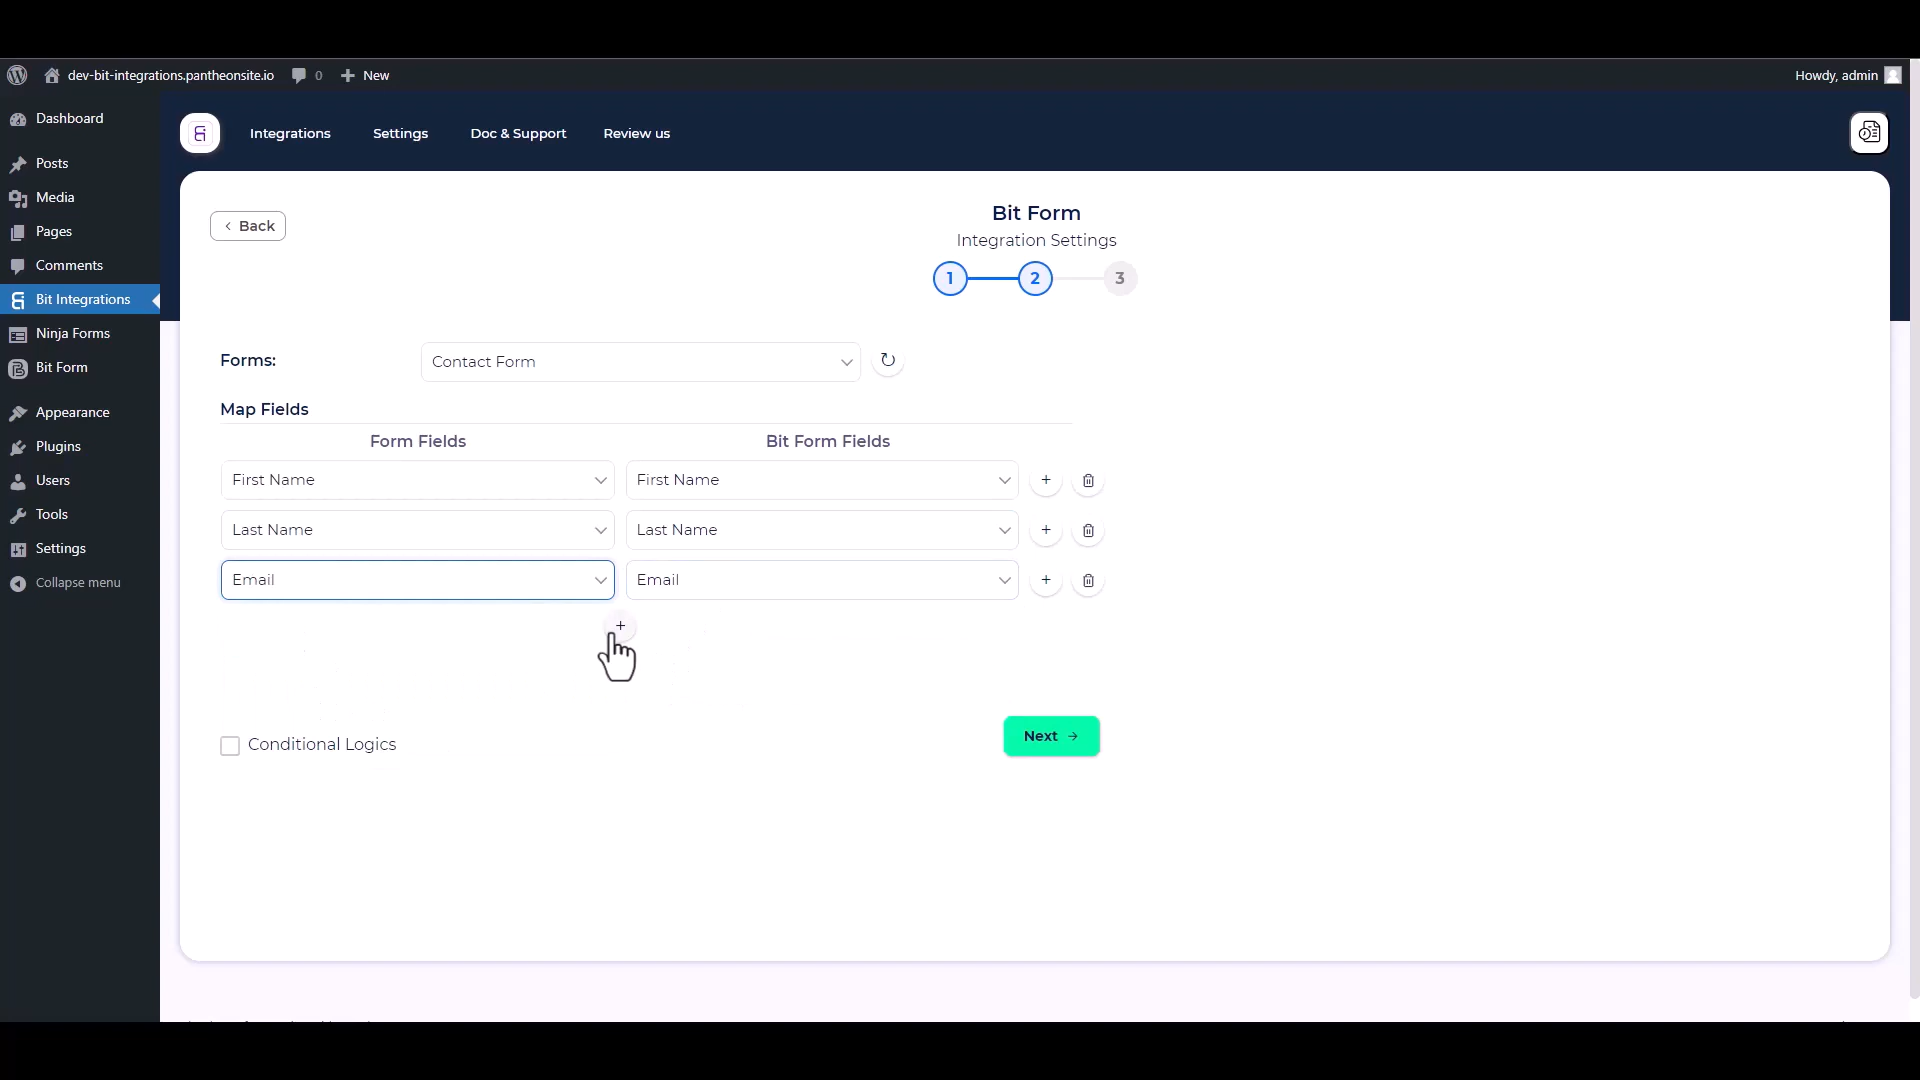 dev-bit-integrations.pantheonsite.io
0
New
Howdy, admin
Dashboard
Posts
Media
Pages
Comments
Bit Integrations
Ninja Forms
Bit Form
Appearance
Plugins
Users
Tools
Settings
Collapse menu
Integrations
Settings
Doc & Support
Review us
Back
Bit Form
Integration Settings
1
2
3
Forms:
Contact Form
Map Fields
Form Fields
Bit Form Fields
First Name
First Name
Last Name
Last Name
Email
Email
Conditional Logics
Next